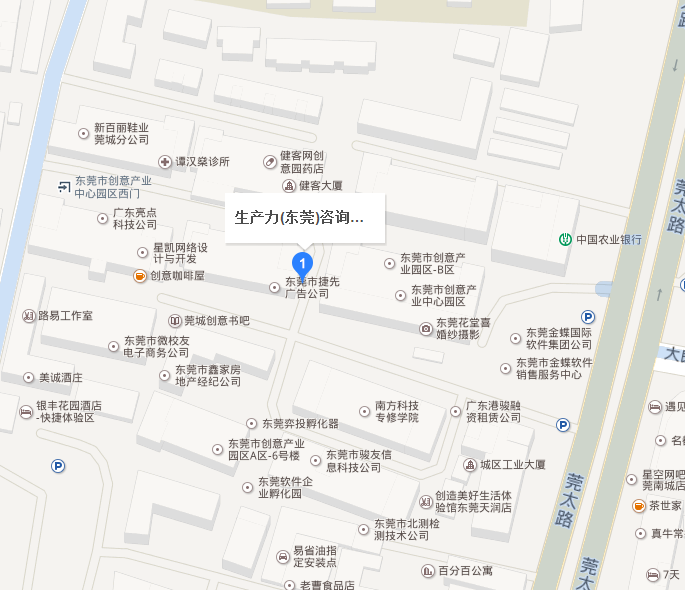 太路
新百丽鞋业
莞城分公司
谭汉燊诊所
健客网创
意园药店
健客大厦
东莞市创意产业
中心园区西门
生产力(东莞)咨询...
莞太路
广东亮点
科技公司
中国农业银行
星凯网络设
计与开发
东莞市创意产
业园区-B区
1
创意咖啡屋
东莞市捷先
广告公司
东莞市创意产
业中心园区
路易工作室
莞城创意书吧
P
东莞花堂喜
婚纱摄影
东莞金蝶国际
软件集团公司
东莞市微校友
电子商务公司
东莞市金蝶软件
销售服务中心
美诚酒庄
东莞市鑫家房
地产经纪公司
银丰花园酒店
-快捷体验区
南方科技
专修学院
广东港骏融
资租赁公司
遇见
东莞弈投孵化器
P
东莞市创意产业
园区A区-6号楼
东莞市骏友信
息科技公司
城区工业大厦
P
星空网吧
莞南城店
东莞软件企
业孵化园
莞太路
创造美好生活体
验馆东莞天润店
茶世家
东莞市北测检
测技术公司
真牛常
易省油指
定安装点
莞太
百分百公寓
7天
老曹食品店